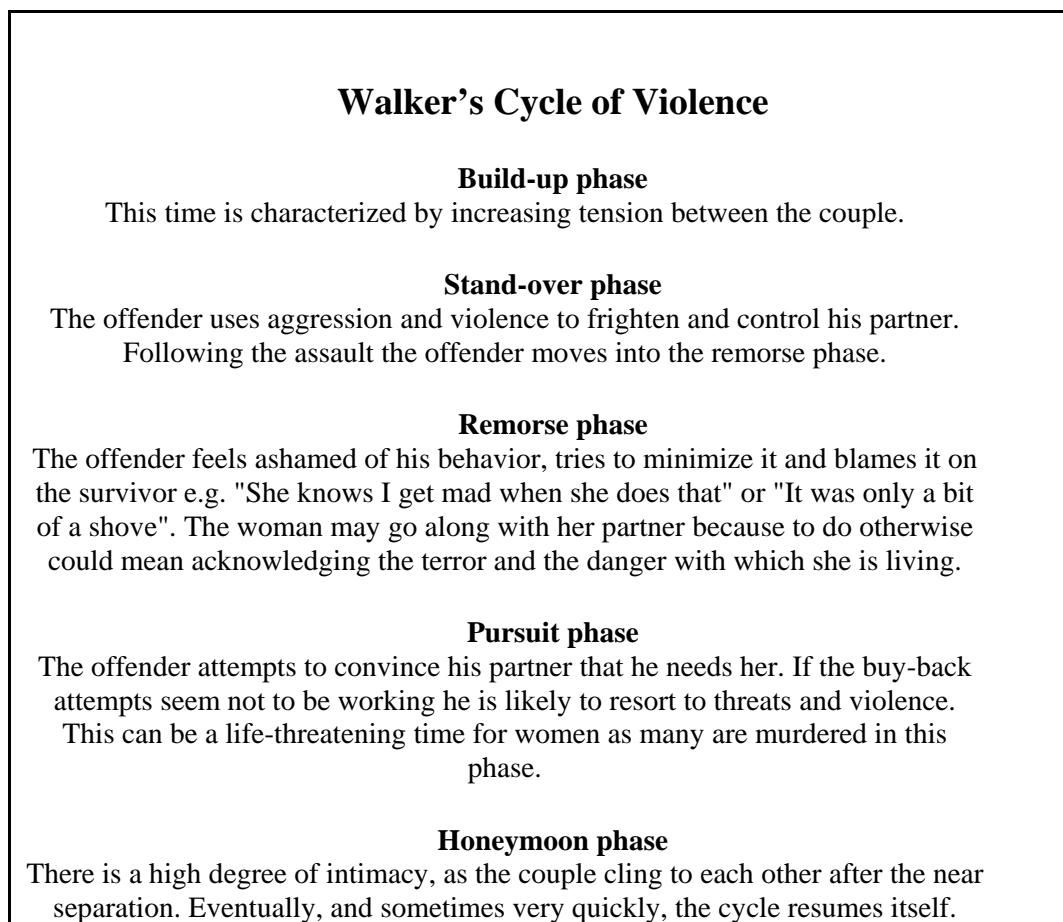 Walker’s Cycle of Violence
Build-up phase
This time is characterized by increasing tension between the couple.
Stand-over phase
The offender uses aggression and violence to frighten and control his partner.
Following the assault the offender moves into the remorse phase.
Remorse phase
The offender feels ashamed of his behavior, tries to minimize it and blames it on
the survivor e.g. "She knows I get mad when she does that" or "It was only a bit
of a shove". The woman may go along with her partner because to do otherwise
could mean acknowledging the terror and the danger with which she is living.
Pursuit phase
The offender attempts to convince his partner that he needs her. If the buy-back
attempts seem not to be working he is likely to resort to threats and violence.
This can be a life-threatening time for women as many are murdered in this
phase.
Honeymoon phase
There is a high degree of intimacy, as the couple cling to each other after the near
separation. Eventually, and sometimes very quickly, the cycle resumes itself.